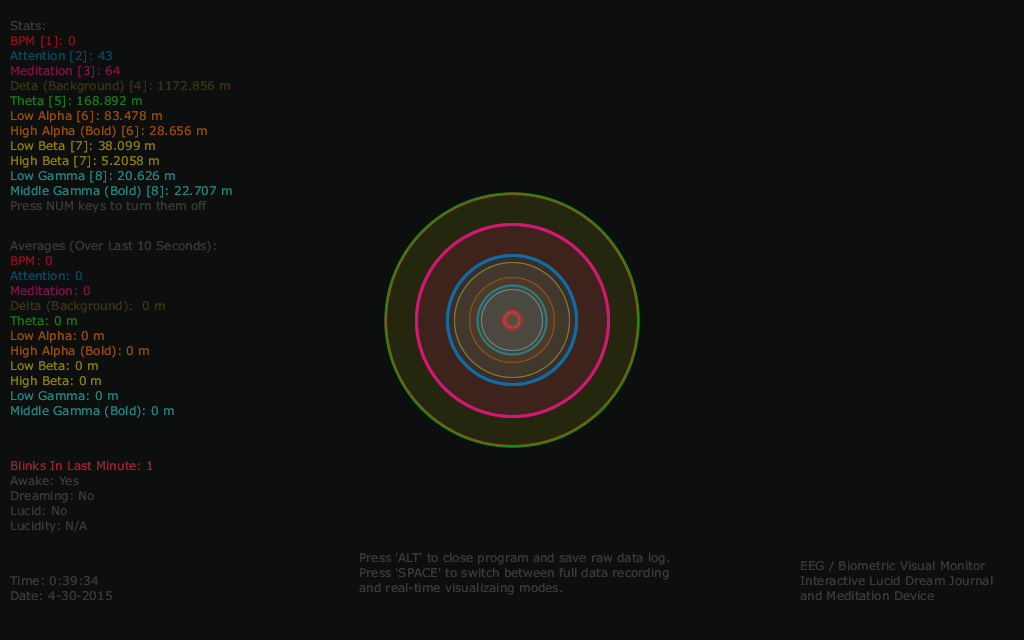 Stats:
BPM [1]: 0
Attention [2]: 43
Meditation [3]: 64
Deta (Background) [4]: 1172.856 m
Theta [5]: 168.892 m
Low Alpha [6]: 83.478 m
High Alpha (Bold) [6]: 28.656 m
Low Beta [7]: 38.099 m
High Beta [7]: 5.2058 m
Low Gamma [8]: 20.626 m
Middle Gamma (Bold) [8]: 22.707 m
Press NUM keys to turn them off
Averages (Over Last 10 Seconds):
BPM: 0
Attention: 0
Meditation: 0
Delta (Background):  0 m
Theta: 0 m
Low Alpha: 0 m
High Alpha (Bold): 0 m
Low Beta: 0 m
High Beta: 0 m
Low Gamma: 0 m
Middle Gamma (Bold): 0 m
Blinks In Last Minute: 1
Awake: Yes
Dreaming: No
Lucid: No
Lucidity: N/A
Time: 0:39:34
Date: 4-30-2015
Press 'ALT' to close program and save raw data log.
Press 'SPACE' to switch between full data recording
and real-time visualizaing modes.
EEG / Biometric Visual Monitor
Interactive Lucid Dream Journal
and Meditation Device